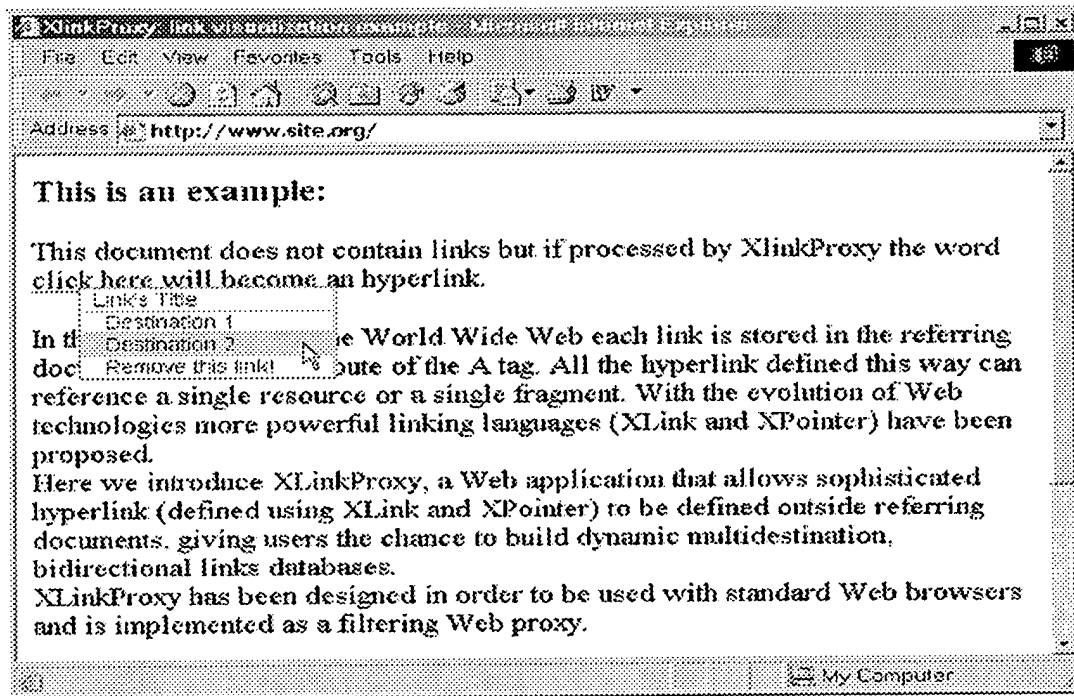 XlinkProxy: link visualization example - Microsoft Internet Explorer
File Edit View Favorites Tools Help
Address http://www.site.org/
This is an example:
This document does not contain links but if processed by XlinkProxy the word
click here will become an hyperlink.
Link's Title
Destination 1
Destination 2
Remove this link!
In th e World Wide Web each link is stored in the referring
doc bute of the A tag. All the hyperlink defined this way can
reference a single resource or a single fragment. With the evolution of Web
technologies more powerful linking languages (XLink and XPointer) have been
proposed.
Here we introduce XLinkProxy, a Web application that allows sophisticated
hyperlink (defined using XLink and XPointer) to be defined outside referring
documents, giving users the chance to build dynamic multidestination,
bidirectional links databases.
XLinkProxy has been designed in order to be used with standard Web browsers
and is implemented as a filtering Web proxy.
My Computer